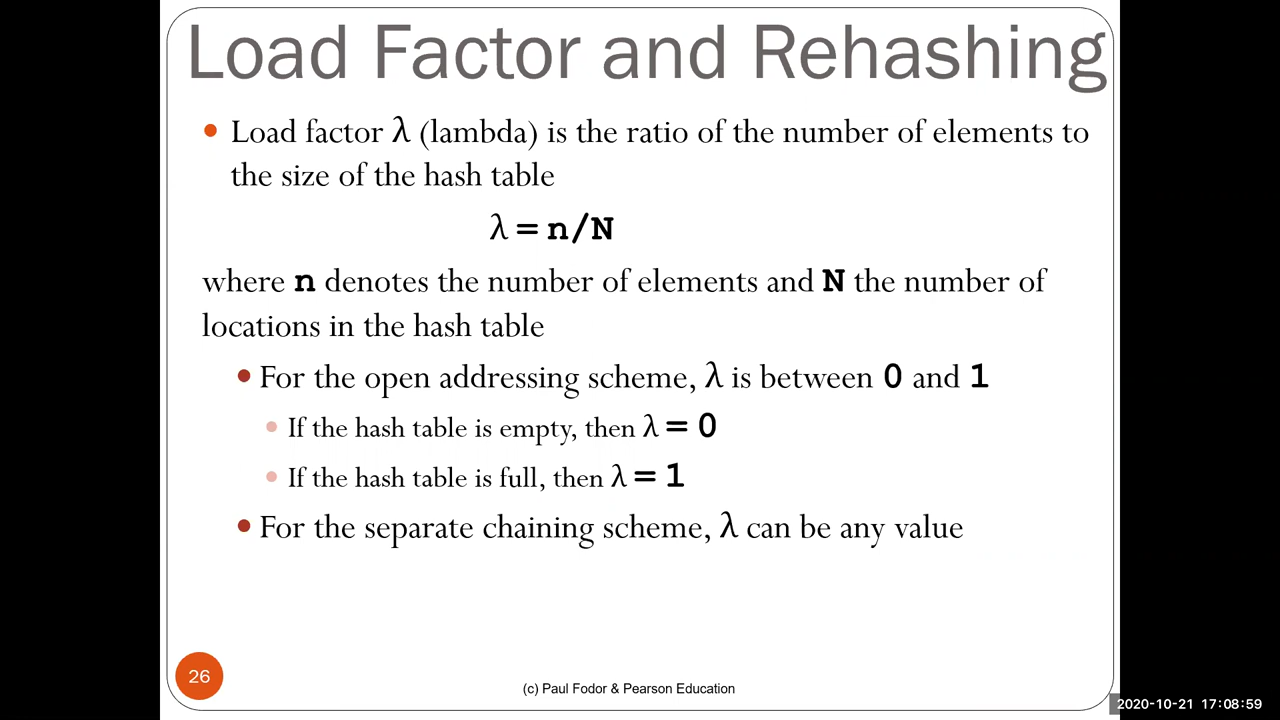 Load Factor and Rehashing
Load factor λ (lambda) is the ratio of the number of elements to
the size of the hash table
λ = n/N
where n denotes the number of elements and N the number of
locations in the hash table
For the open addressing scheme, λ is between 0 and 1
If the hash table is empty, then λ = 0
If the hash table is full, then λ = 1
For the separate chaining scheme, λ can be any value
26
(c) Paul Fodor & Pearson Education
2020-10-21 17:08:59